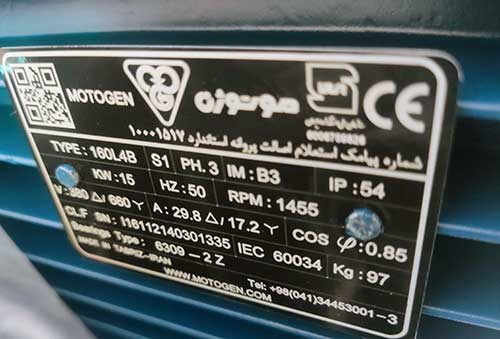 MOTOGEN موتوژن CE
شماره پیامک استعلام اصالت پروانه استاندارد ۱۰۰۰۱۵۱۷
TYPE: 160L4B S1 PH.3 IM: B3 IP: 54
KW: 15 HZ: 50 RPM: 1455
V: 380 △/ 660 Y A: 29.8 △/ 17.2 Y COS φ: 0.85
CL.F SN: I16112140301335 IEC 60034 Kg: 97
Bearings Type: 6309-2Z
MADE IN TABRIZ-IRAN Tel: +98(041)34453001-3
WWW.MOTOGEN.COM